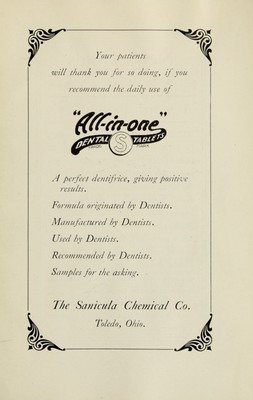 Your patients
will thank you for so doing, if you
recommend the daily use of
"All-in-one"
DENTAL S TABLETS
A perfect dentifrice, giving positive
results.
Formula originated by Dentists.
Manufactured by Dentists.
Used by Dentists.
Recommended by Dentists.
Samples for the asking.
The Sanicula Chemical Co.
Toledo, Ohio.